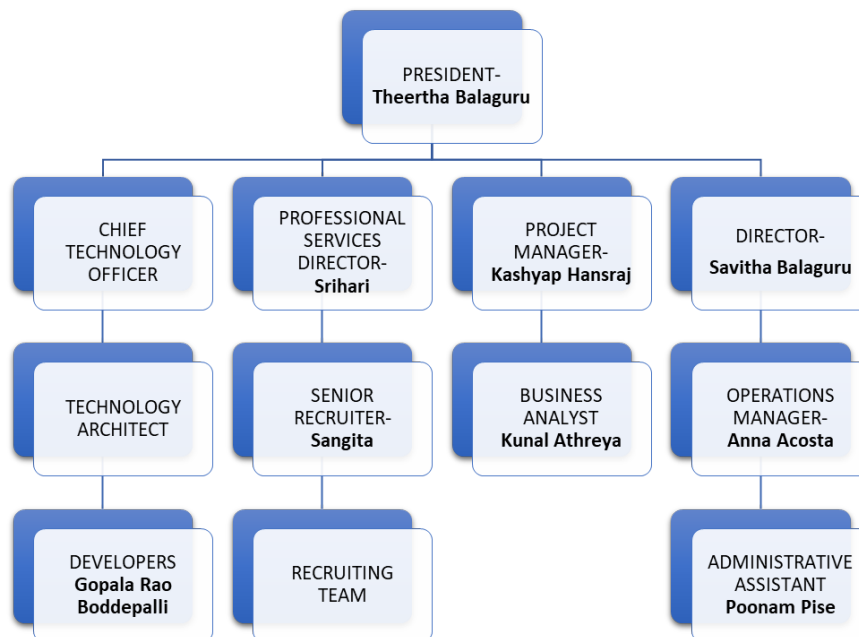 PRESIDENT-
Theertha Balaguru
CHIEF
TECHNOLOGY
OFFICER
PROFESSIONAL
SERVICES
DIRECTOR-
Srihari
PROJECT
MANAGER-
Kashyap Hansraj
DIRECTOR-
Savitha Balaguru
TECHNOLOGY
ARCHITECT
SENIOR
RECRUITER-
Sangita
BUSINESS
ANALYST
Kunal Athreya
OPERATIONS
MANAGER-
Anna Acosta
DEVELOPERS
Gopala Rao
Boddepalli
RECRUITING
TEAM
ADMINISTRATIVE
ASSISTANT
Poonam Pise